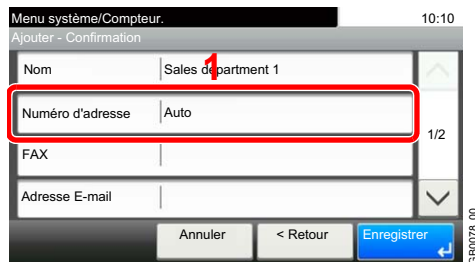 Menu système/Compteur.
10:10
Ajouter - Confirmation
Nom
Sales department 1
1
Numéro d'adresse
Auto
1/2
FAX
Adresse E-mail
Annuler
< Retour
Enregistrer
GB0078_00